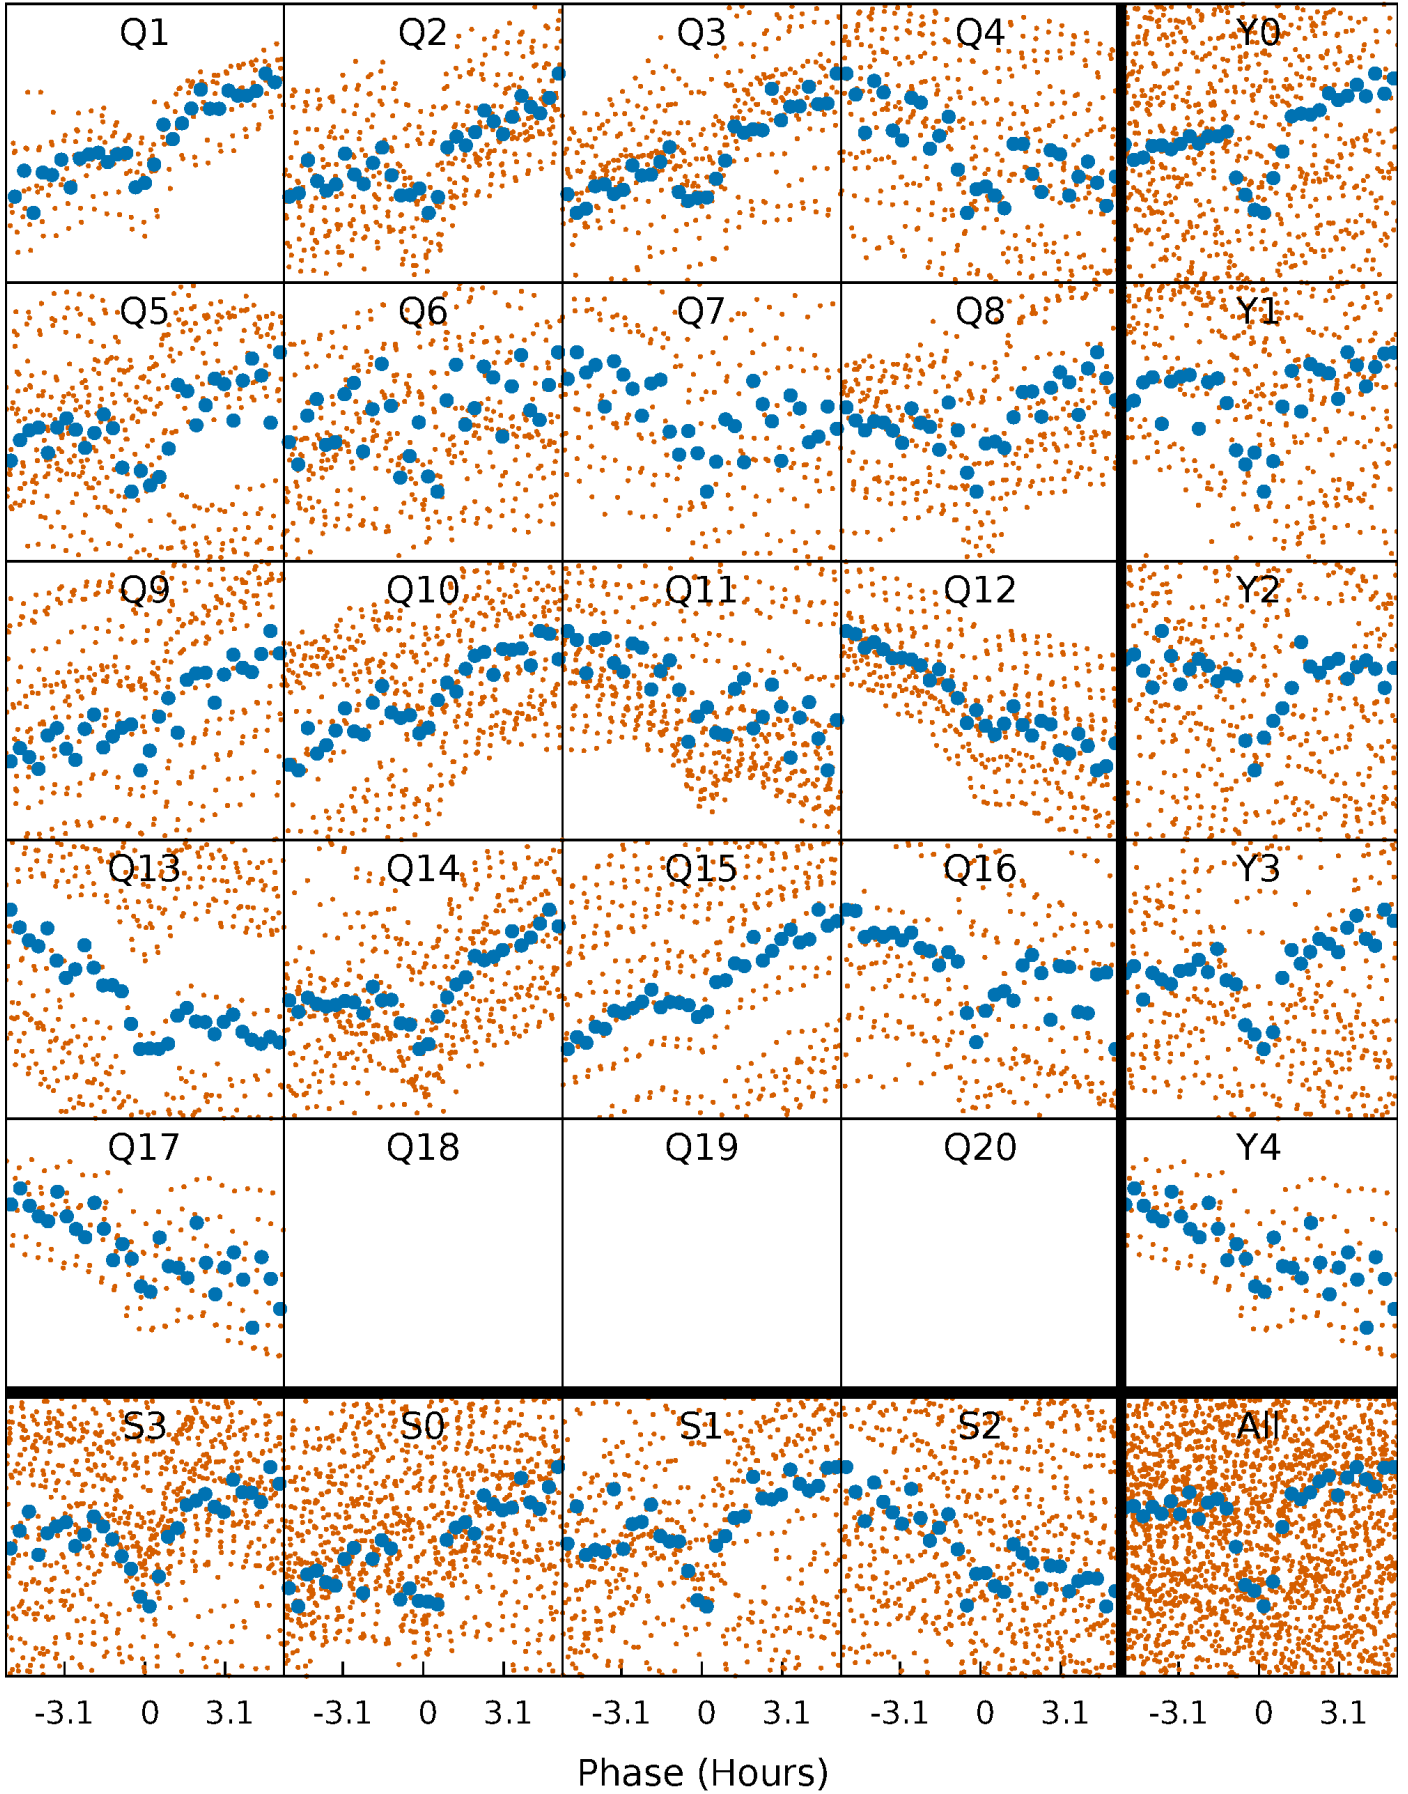 Q1 Q2 Q3 Q4 Y0
Q5 Q6 Q7 Q8 Y1
Q9 Q10 Q11 Q12 Y2
Q13 Q14 Q15 Q16 Y3
Q17 Q18 Q19 Q20 Y4
S3 S0 S1 S2 All
-3.1 0 3.1 -3.1 0 3.1 -3.1 0 3.1 -3.1 0 3.1 -3.1 0 3.1
Phase (Hours)